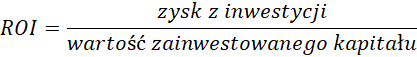 ROI = zysk z inwestycji
wartość zainwestowanego kapitału